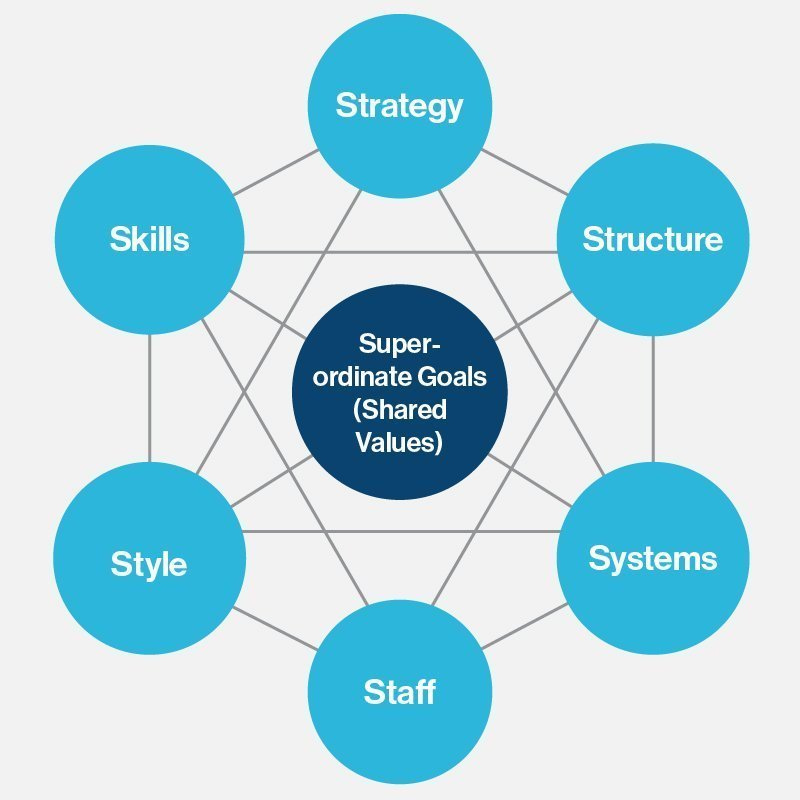 Strategy
Skills
Structure
Super-
ordinate Goals
(Shared
Values)
Style
Systems
Staff